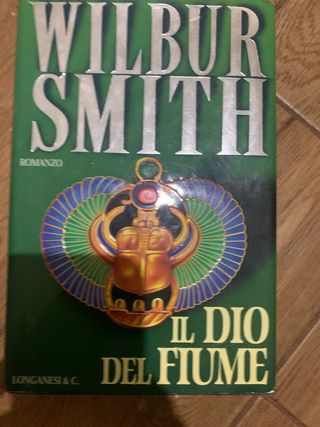 WILBUR
SMITH
ROMANZO
IL DIO
DEL FIUME
LONGANESI & C.